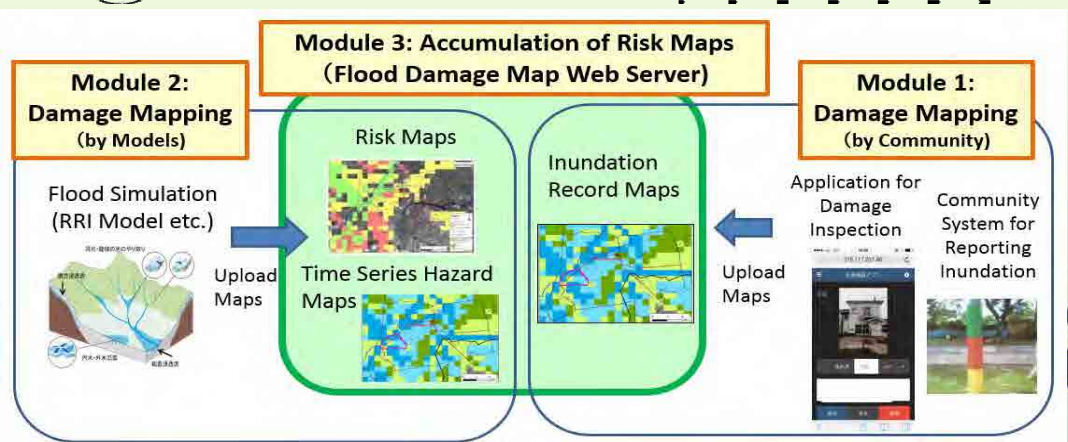 Module 3: Accumulation of Risk Maps
(Flood Damage Map Web Server)
Module 2:
Damage Mapping
(by Models)
Module 1:
Damage Mapping
(by Community)
Flood Simulation
(RRI Model etc.)
Upload
Maps
Risk Maps
Time Series Hazard
Maps
Inundation
Record Maps
Upload
Maps
Application for
Damage
Inspection
Community
System for
Reporting
Inundation